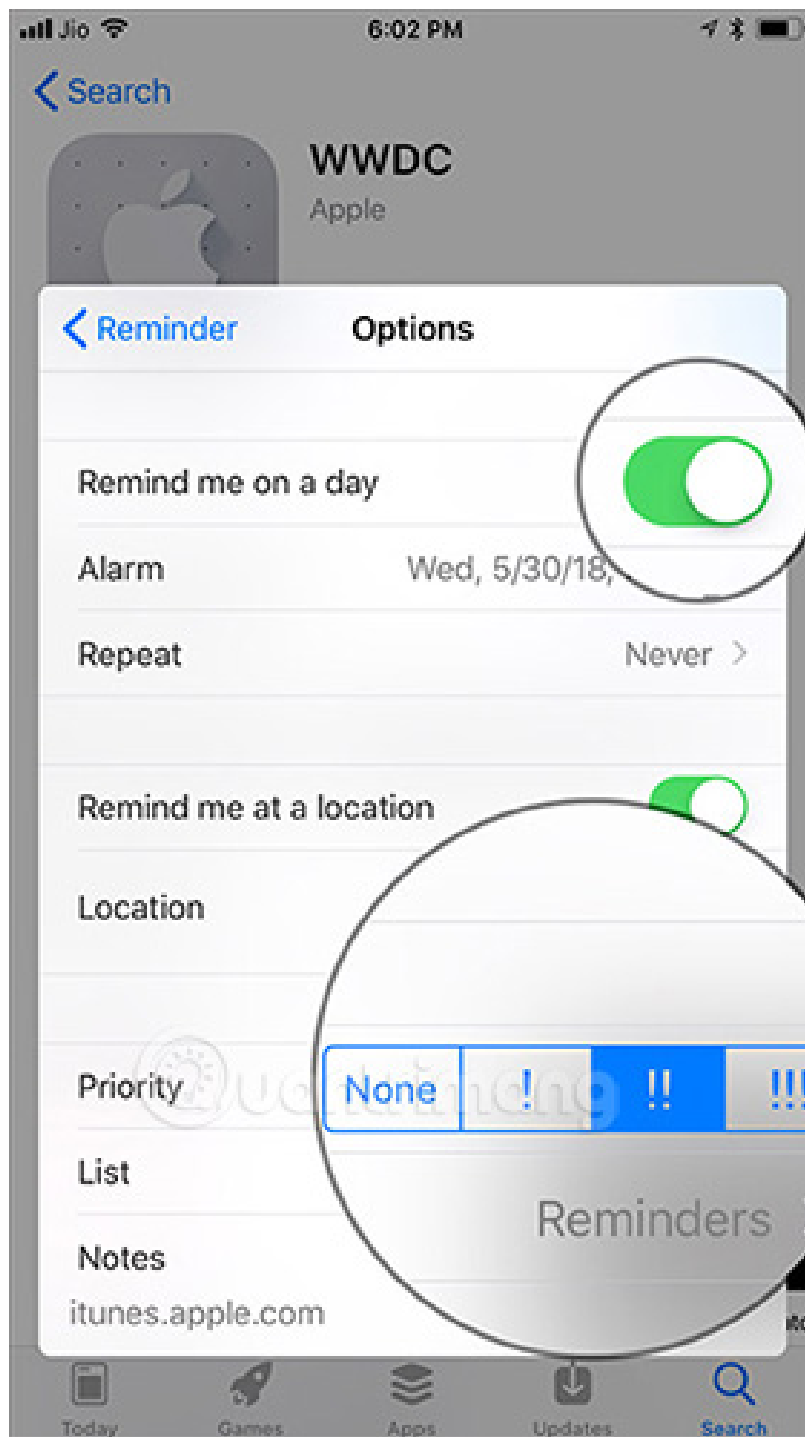 Jio 6:02 PM
Search
WWDC
Apple
Reminder Options
Remind me on a day
Alarm Wed, 5/30/18,
Repeat Never
Remind me at a location
Location
Priority None ! !! !!!
Quantrimang
List Reminders
Notes
itunes.apple.com
Today Games Apps Updates Search